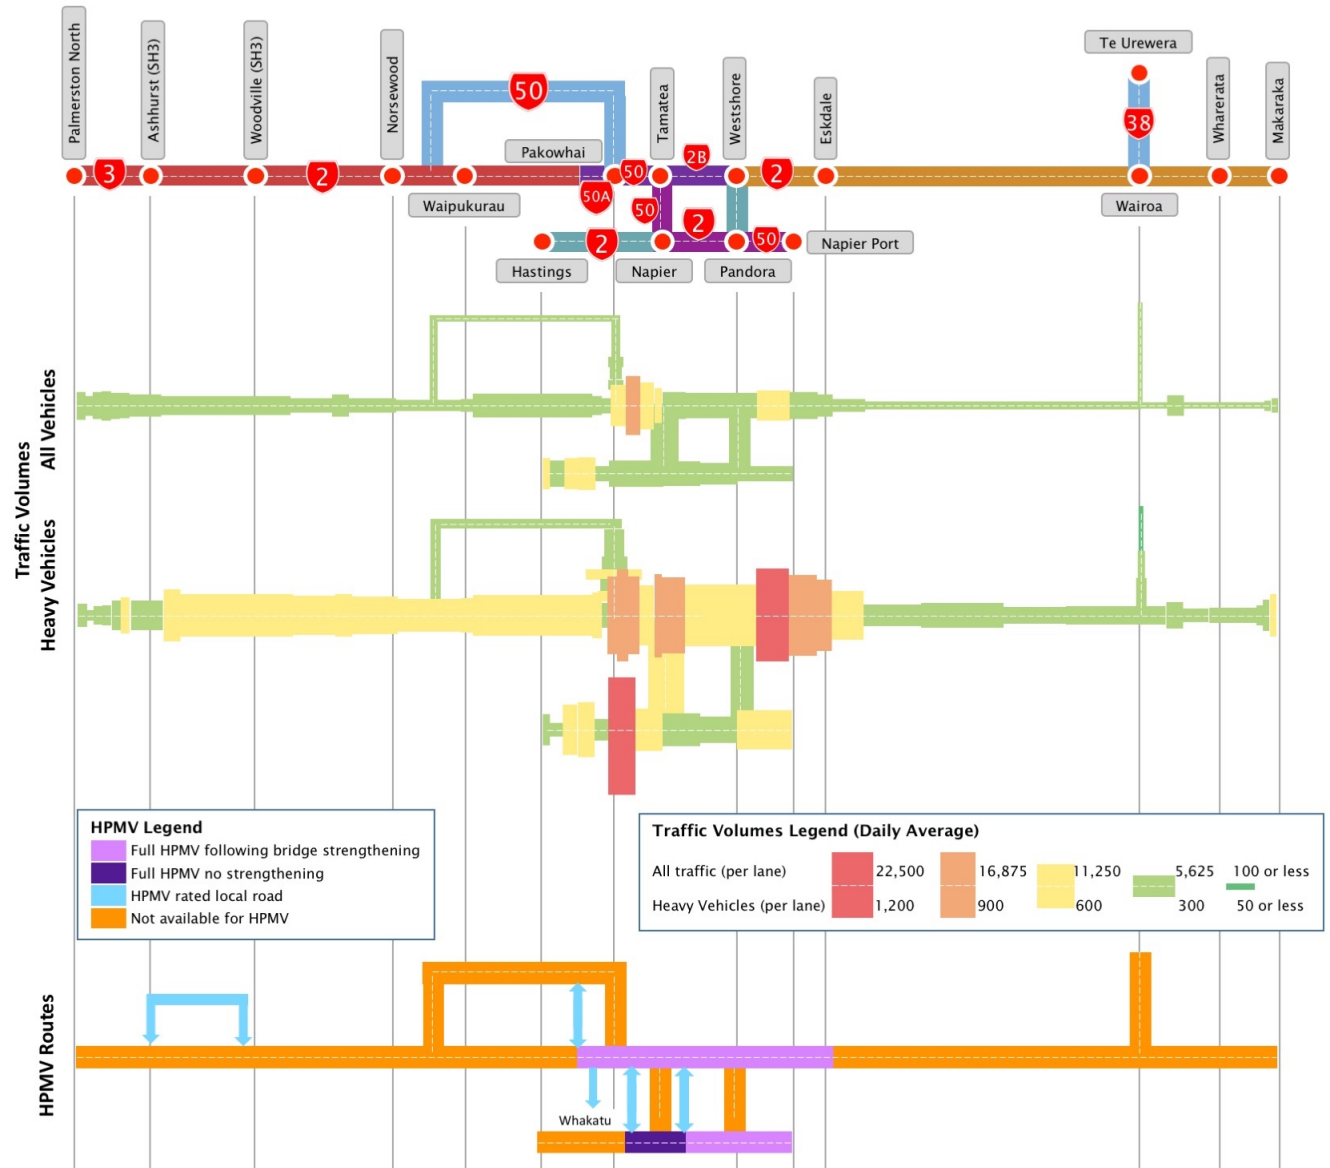 Palmerston North
Ashhurst (SH3)
Woodville (SH3)
Norsewood
Tamatea
Westshore
Eskdale
Te Urewera
Wharerata
Makaraka
50
Pakowhai
38
3
2
50
2B
2
50A
50
2
Waipukurau
Wairoa
2
50
Napier Port
Hastings
Napier
Pandora
Traffic Volumes
All Vehicles
Heavy Vehicles
HPMV Legend
Full HPMV following bridge strengthening
Full HPMV no strengthening
HPMV rated local road
Not available for HPMV
Traffic Volumes Legend (Daily Average)
All traffic (per lane) 22,500 16,875 11,250 5,625 100 or less
Heavy Vehicles (per lane) 1,200 900 600 300 50 or less
HPMV Routes
Whakatu